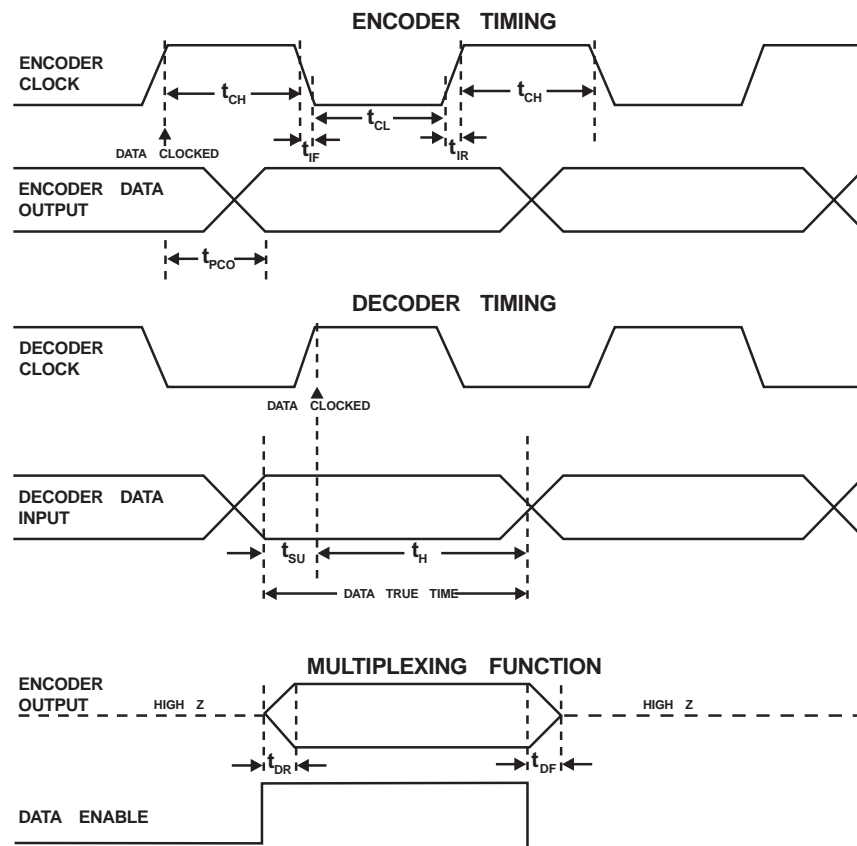 ENCODER TIMING
ENCODER
CLOCK
tCH
tCL
tCH
tIF
tIR
DATA CLOCKED
ENCODER DATA
OUTPUT
tPCO
DECODER TIMING
DECODER
CLOCK
DATA CLOCKED
DECODER DATA
INPUT
tSU
tH
DATA TRUE TIME
MULTIPLEXING FUNCTION
ENCODER
OUTPUT
HIGH Z
HIGH Z
tDR
tDF
DATA ENABLE